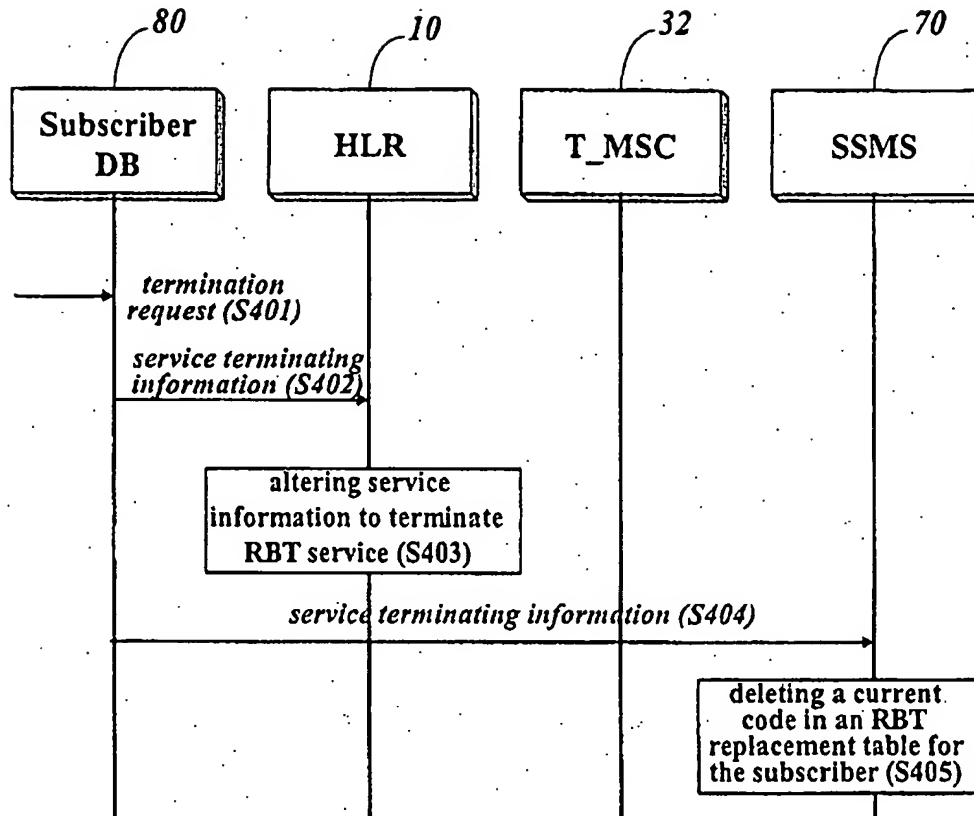 80
10
32
70
Subscriber
DB
HLR
T_MSC
SSMS
termination
request (S401)
service terminating
information (S402)
altering service
information to terminate
RBT service (S403)
service terminating information (S404)
deleting a current
code in an RBT
replacement table for
the subscriber (S405)